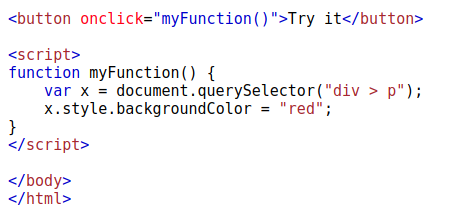 <button onclick="myFunction()">Try it</button>
<script>
function myFunction() {
    var x = document.querySelector("div > p");
    x.style.backgroundColor = "red";
}
</script>
</body>
</html>